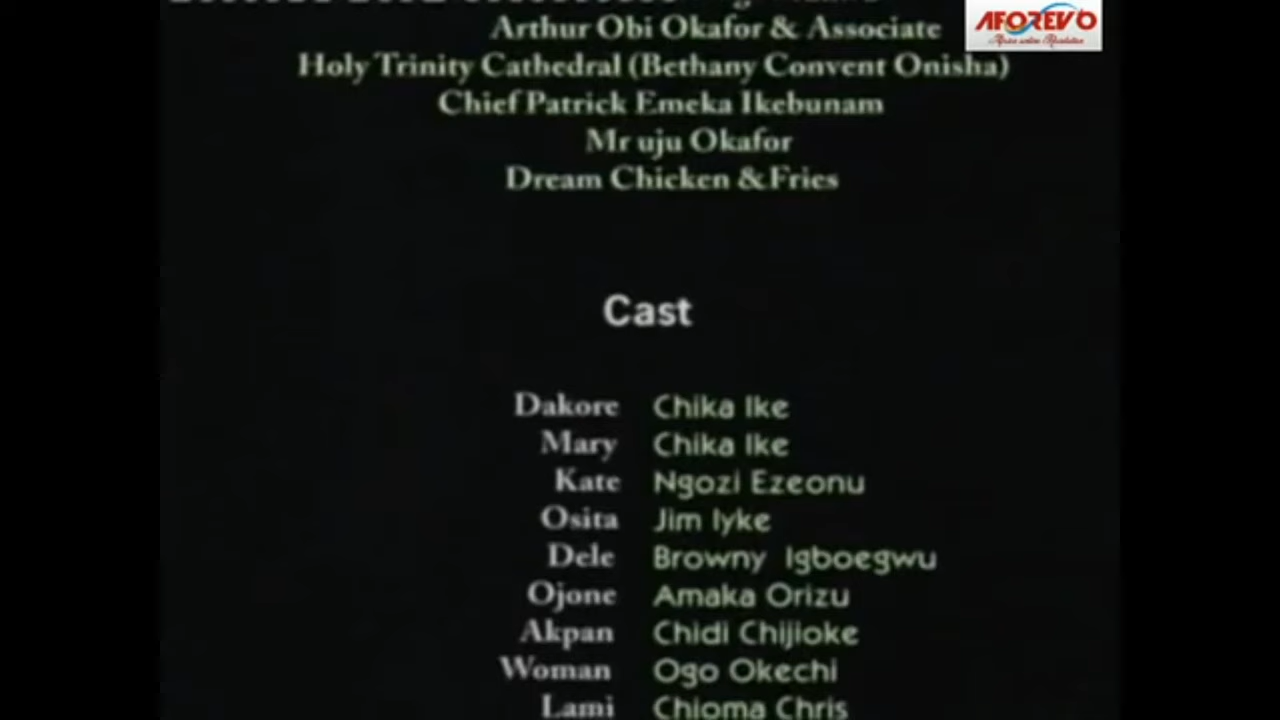 AFOREVO
Arthur Obi Okafor & Associate
Holy Trinity Cathedral (Bethany Convent Onisha)
Chief Patrick Emeka Ikebunam
Mr uju Okafor
Dream Chicken &Fries
Cast
Dakore Chika Ike
Mary Chika Ike
Kate Ngozi Ezeonu
Osita Jim Iyke
Dele Browny Igboegwu
Ojone Amaka Orizu
Akpan Chidi Chijioke
Woman Ogo Okechi
Lami Chioma Chris